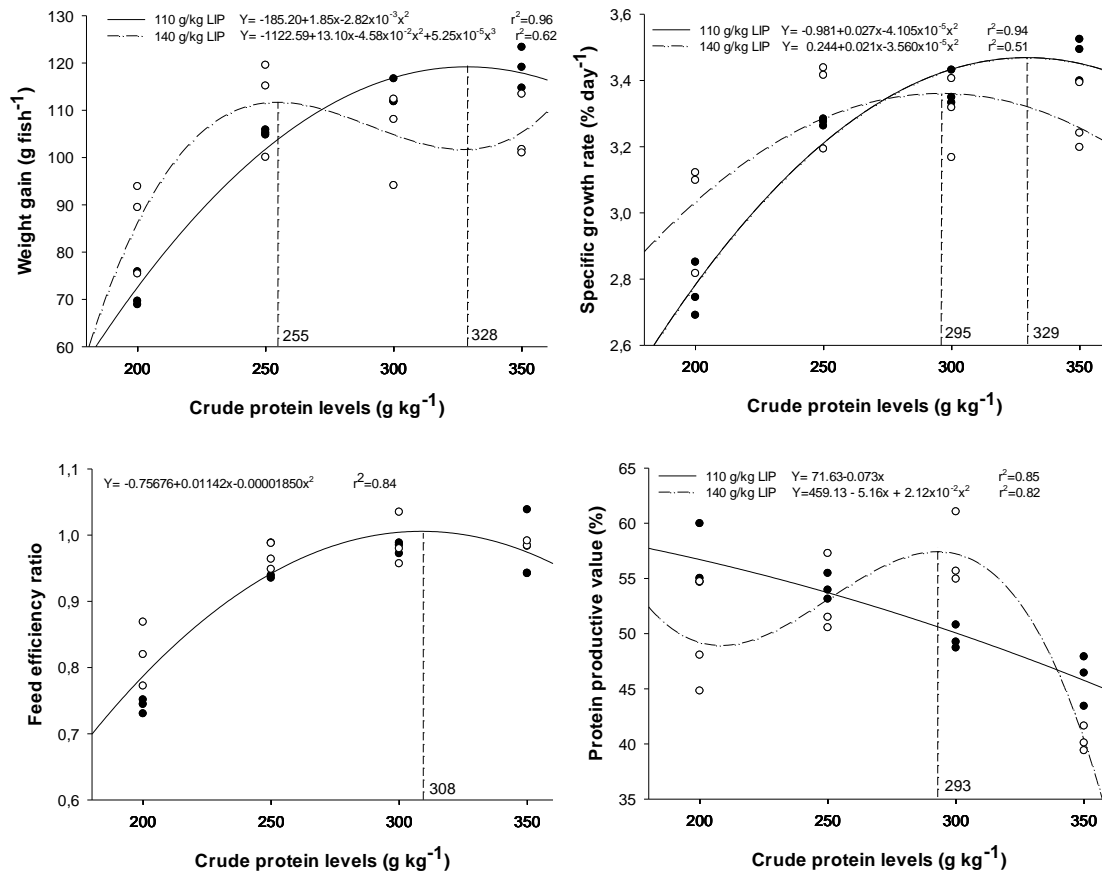 110 g/kg LIP Y= -185.20+1.85x-2.82x10⁻³x² r²=0.96
140 g/kg LIP Y= -1122.59+13.10x-4.58x10⁻²x²+5.25x10⁻⁵x³ r²=0.62
130
120
110
100
90
80
70
60
Weight gain (g fish⁻¹)
255
328
200 250 300 350
Crude protein levels (g kg⁻¹)
110 g/kg LIP Y= -0.981+0.027x-4.105x10⁻⁵x² r²=0.94
140 g/kg LIP Y= 0.244+0.021x-3.560x10⁻⁵x² r²=0.51
3,6
3,4
3,2
3,0
2,8
2,6
Specific growth rate (% day⁻¹)
295
329
200 250 300 350
Crude protein levels (g kg⁻¹)
Y= -0.75676+0.01142x-0.00001850x² r²=0.84
1,1
1,0
0,9
0,8
0,7
0,6
Feed efficiency ratio
308
200 250 300 350
Crude protein levels (g kg⁻¹)
110 g/kg LIP Y= 71.63-0.073x r²=0.85
140 g/kg LIP Y=459.13 - 5.16x + 2.12x10⁻²x² r²=0.82
65
60
55
50
45
40
35
Protein productive value (%)
293
200 250 300 350
Crude protein levels (g kg⁻¹)